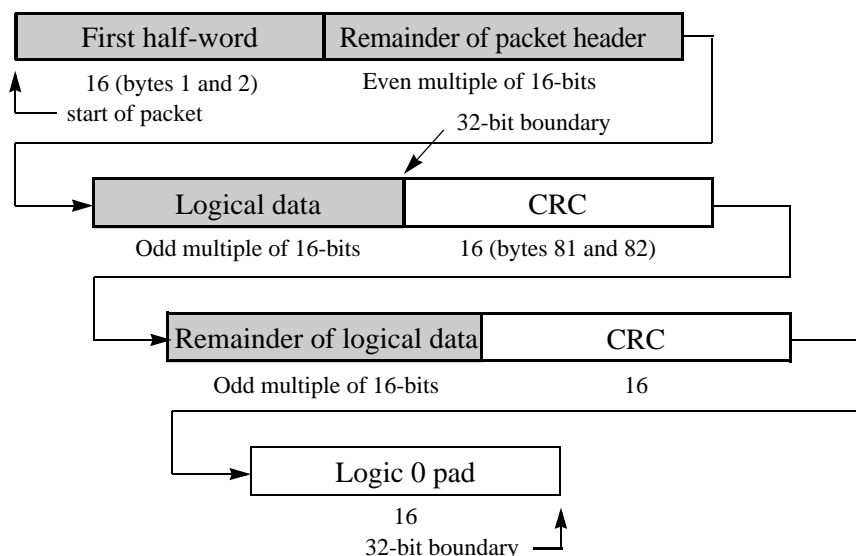 First half-word Remainder of packet header
16 (bytes 1 and 2) Even multiple of 16-bits
start of packet
32-bit boundary
Logical data CRC
Odd multiple of 16-bits 16 (bytes 81 and 82)
Remainder of logical data CRC
Odd multiple of 16-bits 16
Logic 0 pad
16
32-bit boundary